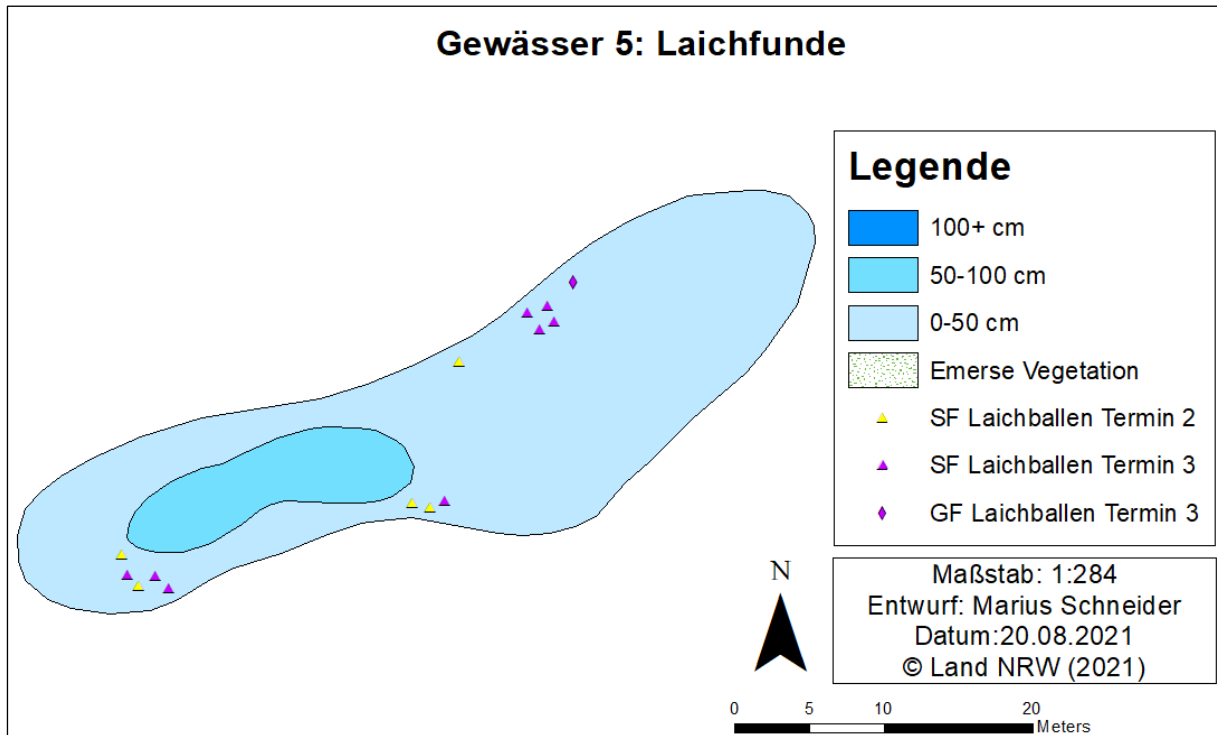 Gewässer 5: Laichfunde
Legende
100+ cm
50-100 cm
0-50 cm
Emerse Vegetation
SF Laichballen Termin 2
SF Laichballen Termin 3
GF Laichballen Termin 3
N
Maßstab: 1:284
Entwurf: Marius Schneider
Datum:20.08.2021
© Land NRW (2021)
0 5 10 20
Meters